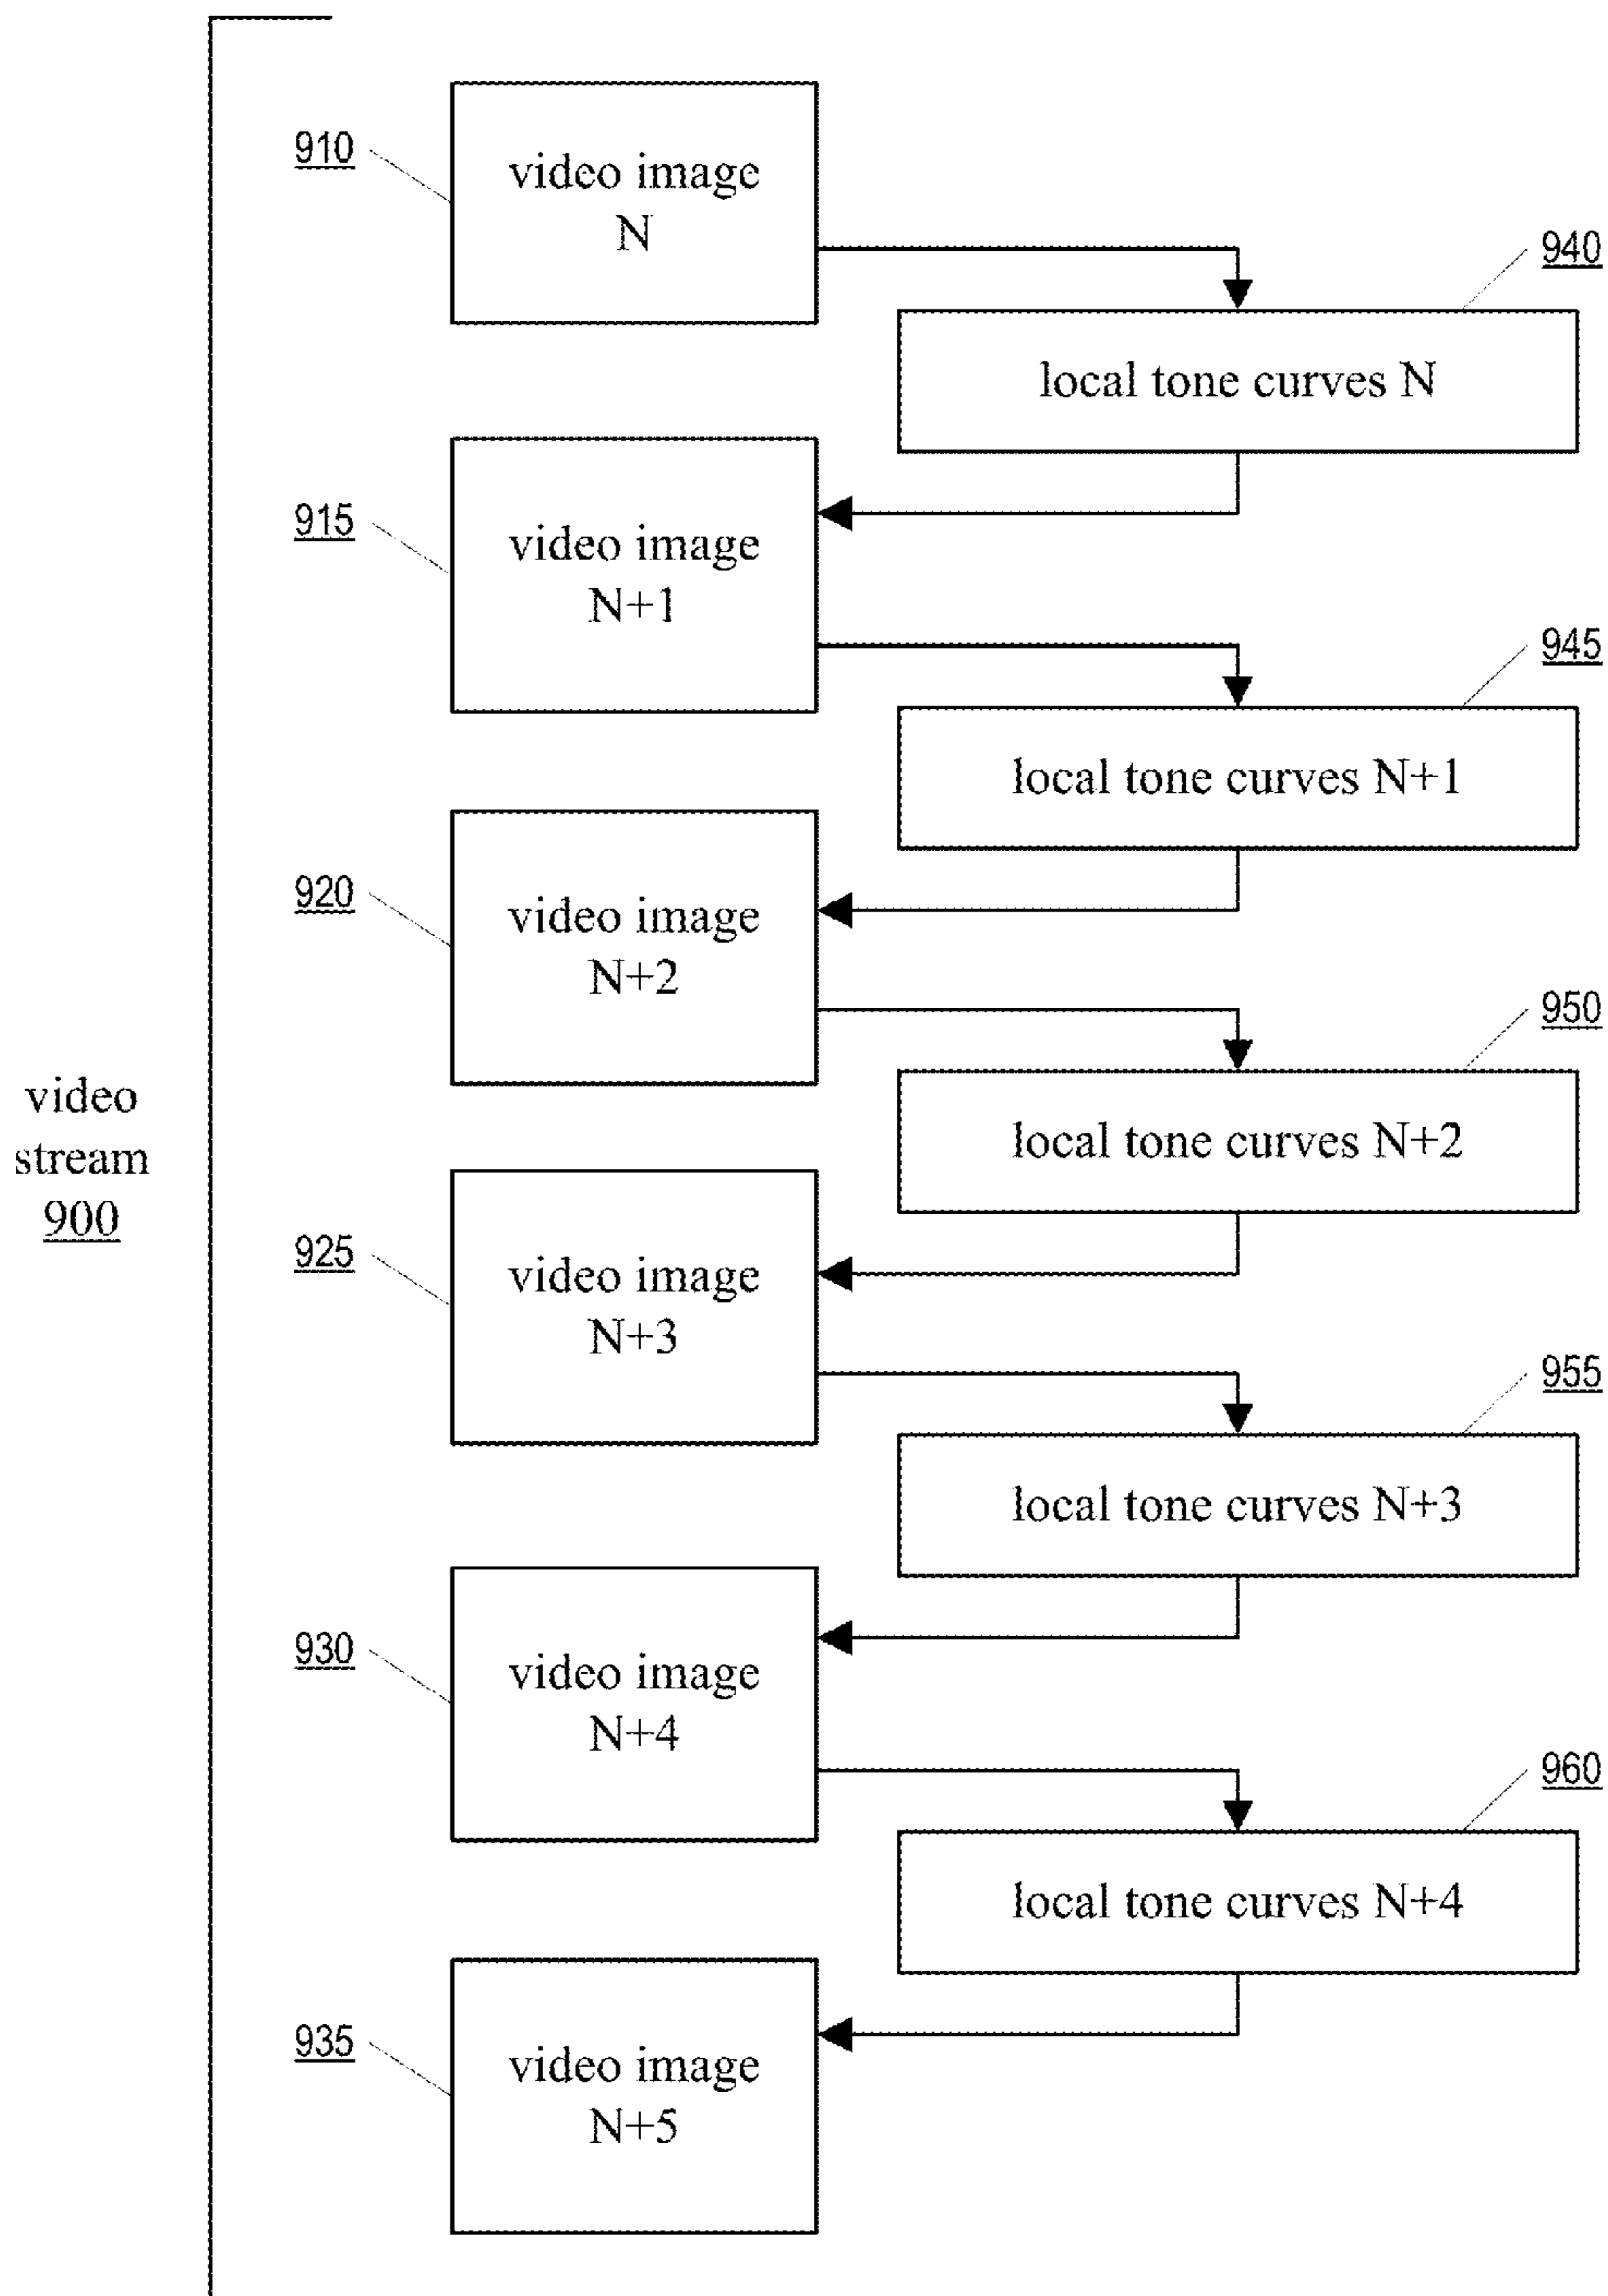 910
video image
N
940
local tone curves N
915
video image
N+1
945
local tone curves N+1
920
video image
N+2
950
local tone curves N+2
video
stream
900
925
video image
N+3
955
local tone curves N+3
930
video image
N+4
960
local tone curves N+4
935
video image
N+5